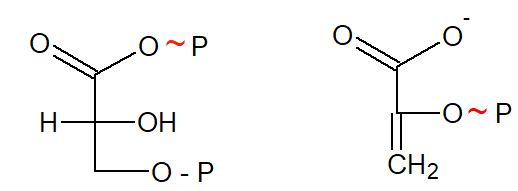 O O ~ P
H OH
O - P
O O-
O ~ P
CH2